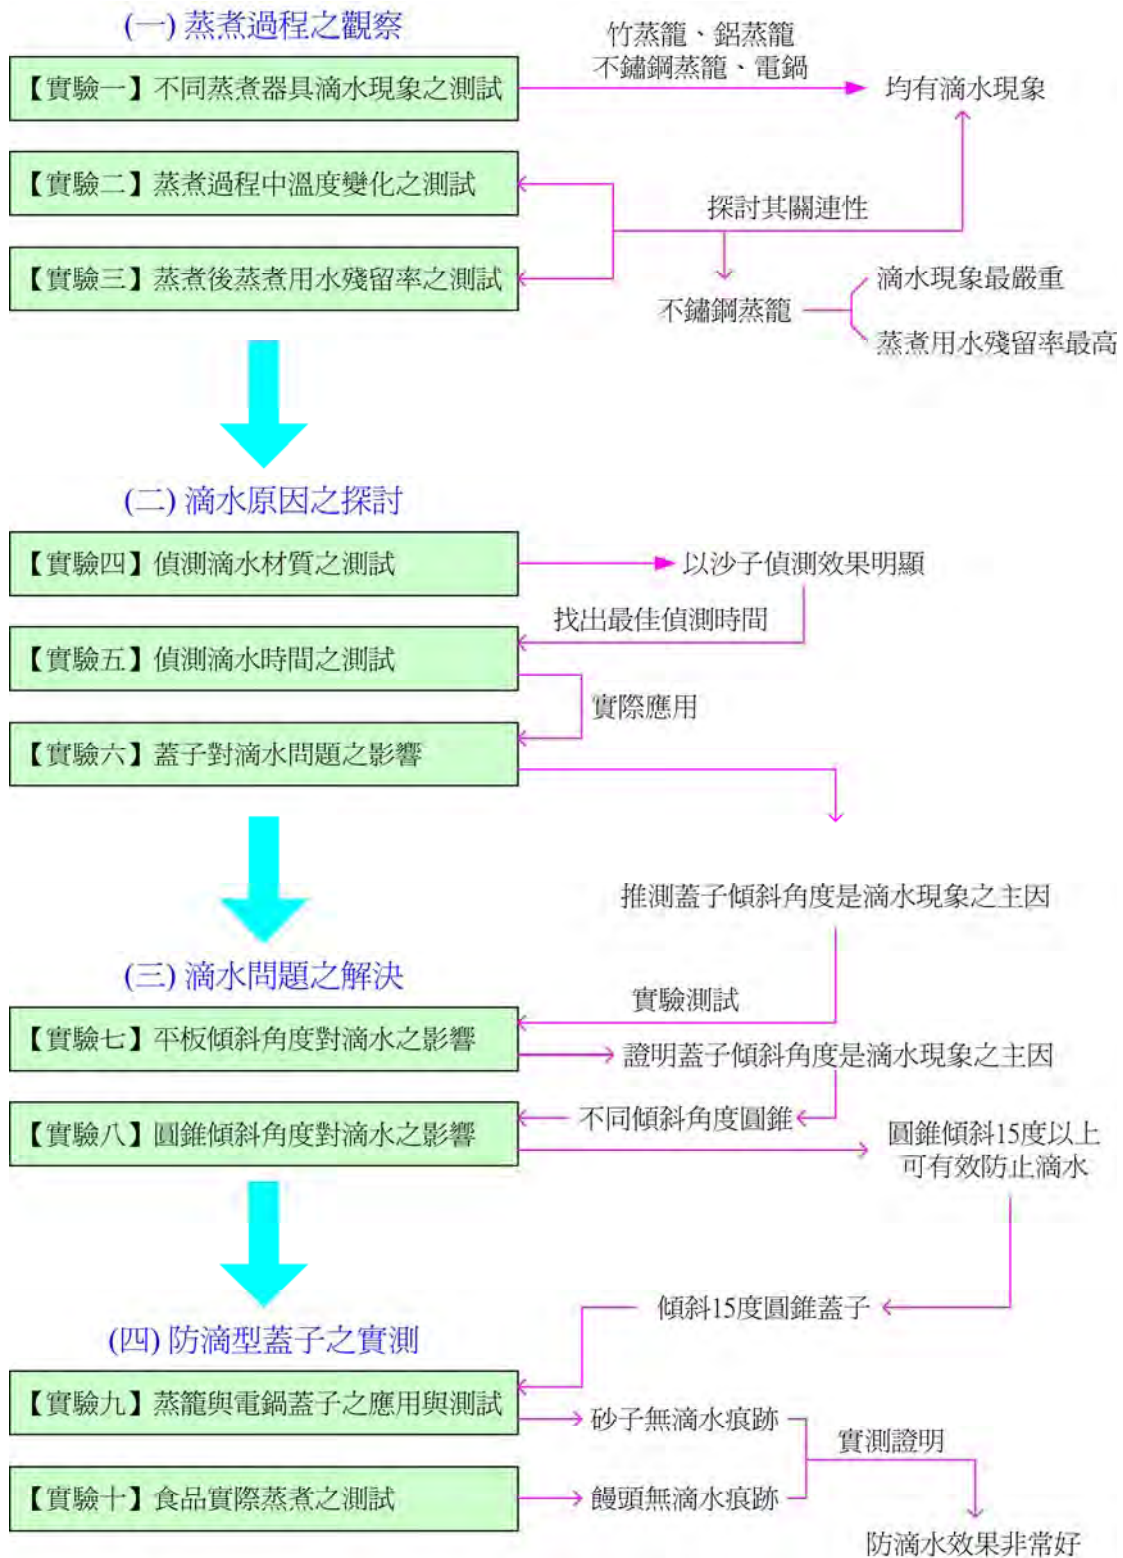 (一) 蒸煮過程之觀察
竹蒸籠、鋁蒸籠
不鏽鋼蒸籠、電鍋
【實驗一】不同蒸煮器具滴水現象之測試
均有滴水現象
【實驗二】蒸煮過程中溫度變化之測試
探討其關連性
【實驗三】蒸煮後蒸煮用水殘留率之測試
滴水現象最嚴重
不鏽鋼蒸籠
蒸煮用水殘留率最高
(二) 滴水原因之探討
【實驗四】偵測滴水材質之測試
以沙子偵測效果明顯
找出最佳偵測時間
【實驗五】偵測滴水時間之測試
實際應用
【實驗六】蓋子對滴水問題之影響
推測蓋子傾斜角度是滴水現象之主因
(三) 滴水問題之解決
實驗測試
【實驗七】平板傾斜角度對滴水之影響
證明蓋子傾斜角度是滴水現象之主因
不同傾斜角度圓錐
【實驗八】圓錐傾斜角度對滴水之影響
圓錐傾斜15度以上
可有效防止滴水
傾斜15度圓錐蓋子
(四) 防滴型蓋子之實測
【實驗九】蒸籠與電鍋蓋子之應用與測試
砂子無滴水痕跡
實測證明
【實驗十】食品實際蒸煮之測試
饅頭無滴水痕跡
防滴水效果非常好